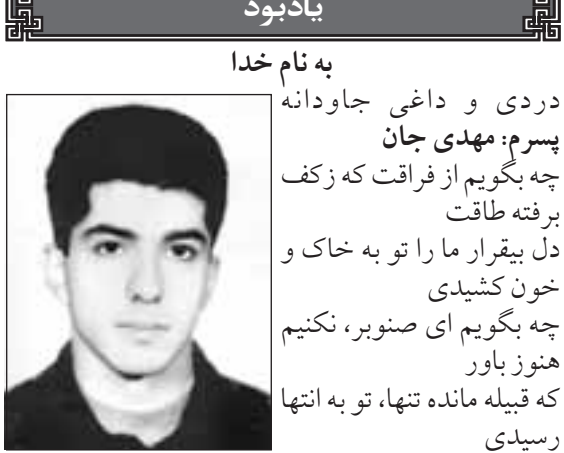 یادبود
به نام خدا
دردی و داغی جاودانه
پسرم: مهدی جان
چه بگویم از فراقت که زکف
برفته طاقت
دل بیقرار ما را تو به خاک و
خون کشیدی
چه بگویم ای صنوبر، نکنیم
هنوز باور
که قبیله مانده تنها، تو به انتها
رسیدی